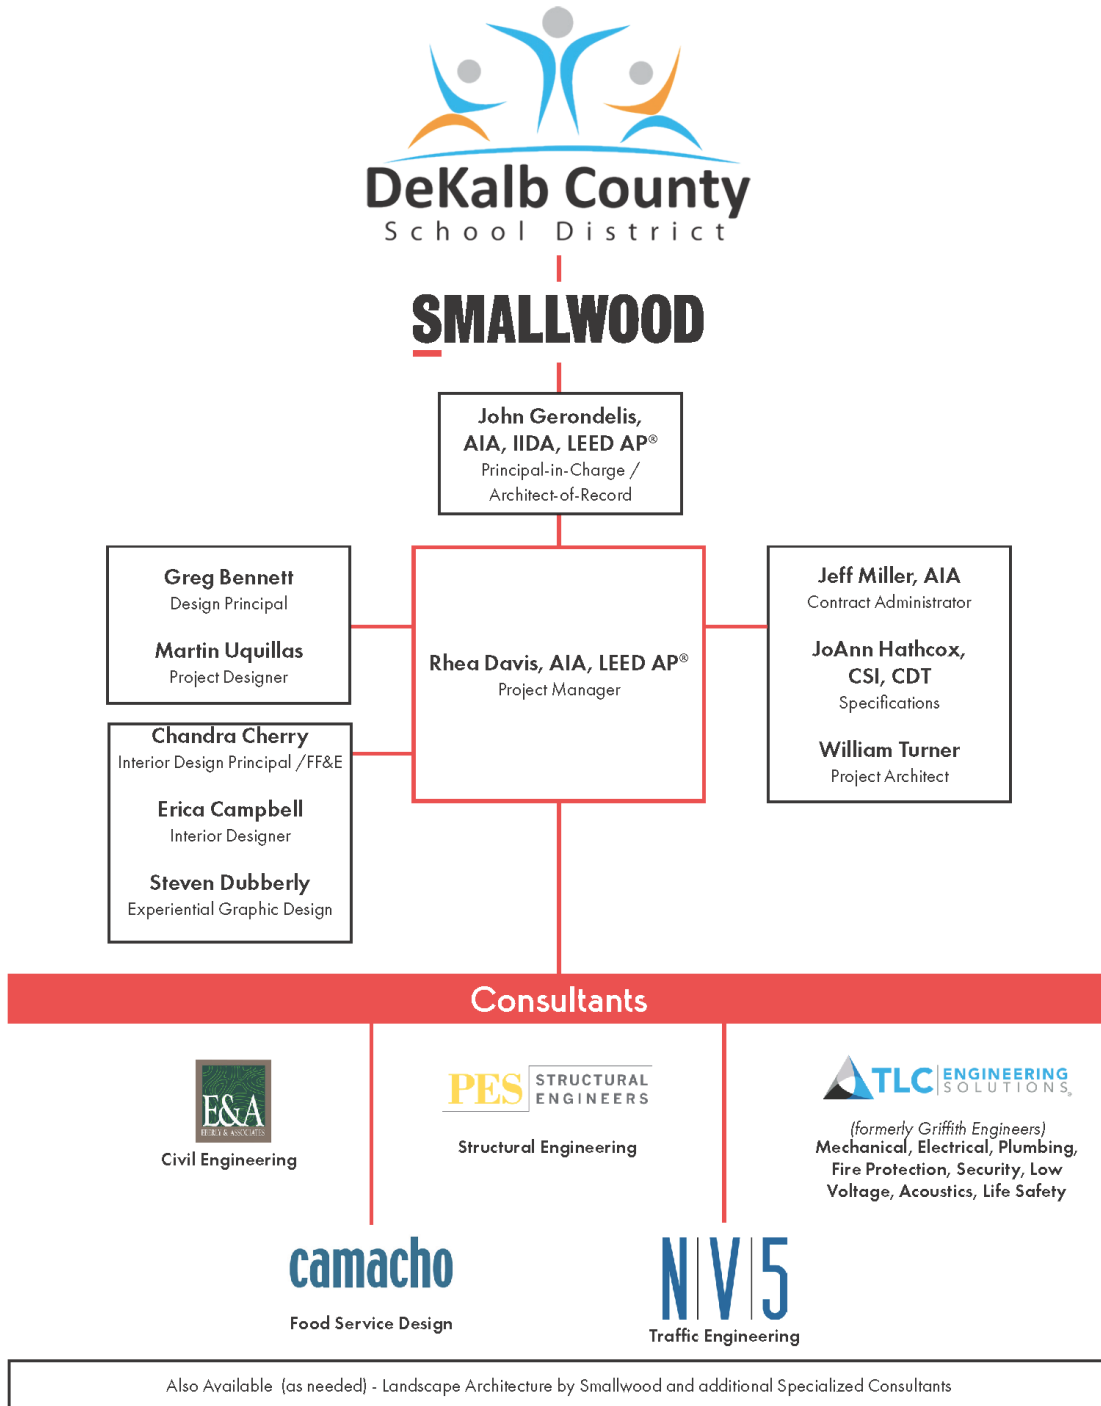 DeKalb County
School District
SMALLWOOD
John Gerondelis,
AIA, IIDA, LEED AP®
Principal-in-Charge /
Architect-of-Record
Greg Bennett
Design Principal
Martin Uquillas
Project Designer
Chandra Cherry
Interior Design Principal /FF&E
Erica Campbell
Interior Designer
Steven Dubberly
Experiential Graphic Design
Rhea Davis, AIA, LEED AP®
Project Manager
Jeff Miller, AIA
Contract Administrator
JoAnn Hathcox,
CSI, CDT
Specifications
William Turner
Project Architect
Consultants
E&A
& ASSOCIATES
Civil Engineering
PES STRUCTURAL
ENGINEERS
Structural Engineering
TLC ENGINEERING
SOLUTIONS
(formerly Griffith Engineers)
Mechanical, Electrical, Plumbing,
Fire Protection, Security, Low
Voltage, Acoustics, Life Safety
camacho
Food Service Design
N|V|5
Traffic Engineering
Also Available  (as needed) - Landscape Architecture by Smallwood and additional Specialized Consultants